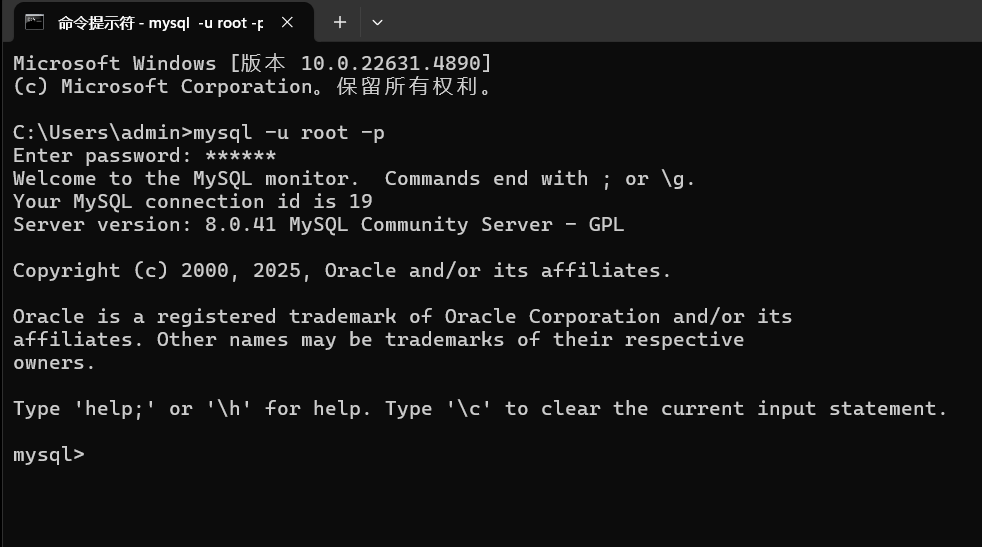 命令提示符 - mysql  -u root -p
Microsoft Windows [版本 10.0.22631.4890]
(c) Microsoft Corporation。保留所有权利。
C:\Users\admin>mysql -u root -p
Enter password: ******
Welcome to the MySQL monitor.  Commands end with ; or \g.
Your MySQL connection id is 19
Server version: 8.0.41 MySQL Community Server - GPL
Copyright (c) 2000, 2025, Oracle and/or its affiliates.
Oracle is a registered trademark of Oracle Corporation and/or its
affiliates. Other names may be trademarks of their respective
owners.
Type 'help;' or '\h' for help. Type '\c' to clear the current input statement.
mysql>